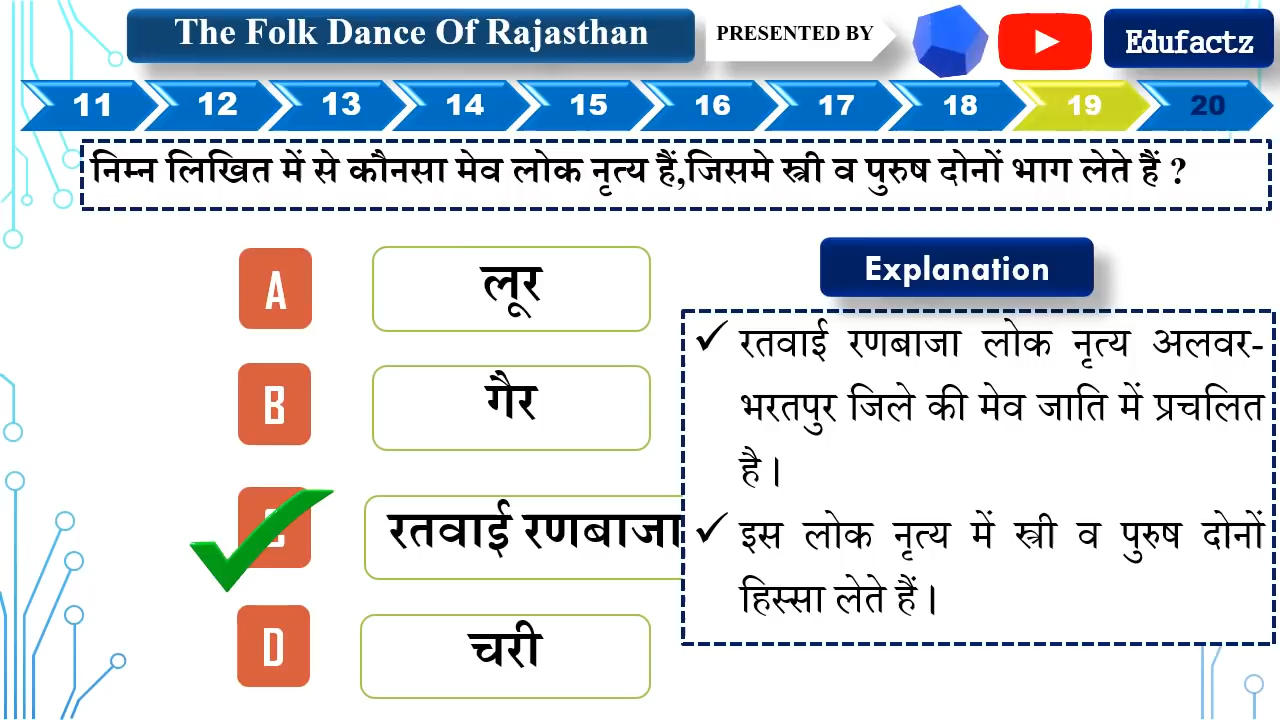 The Folk Dance Of Rajasthan
PRESENTED BY
Edufactz
11 12 13 14 15 16 17 18 19 20
निम्न लिखित में से कौनसा मेव लोक नृत्य हैं,जिसमे स्त्री व पुरुष दोनों भाग लेते हैं ?
A लूर
B गैर
C रतवाई रणबाजा
D चरी
Explanation
✓ रतवाई रणबाजा लोक नृत्य अलवर-
भरतपुर जिले की मेव जाति में प्रचलित
है।
✓ इस लोक नृत्य में स्त्री व पुरुष दोनों
हिस्सा लेते हैं।